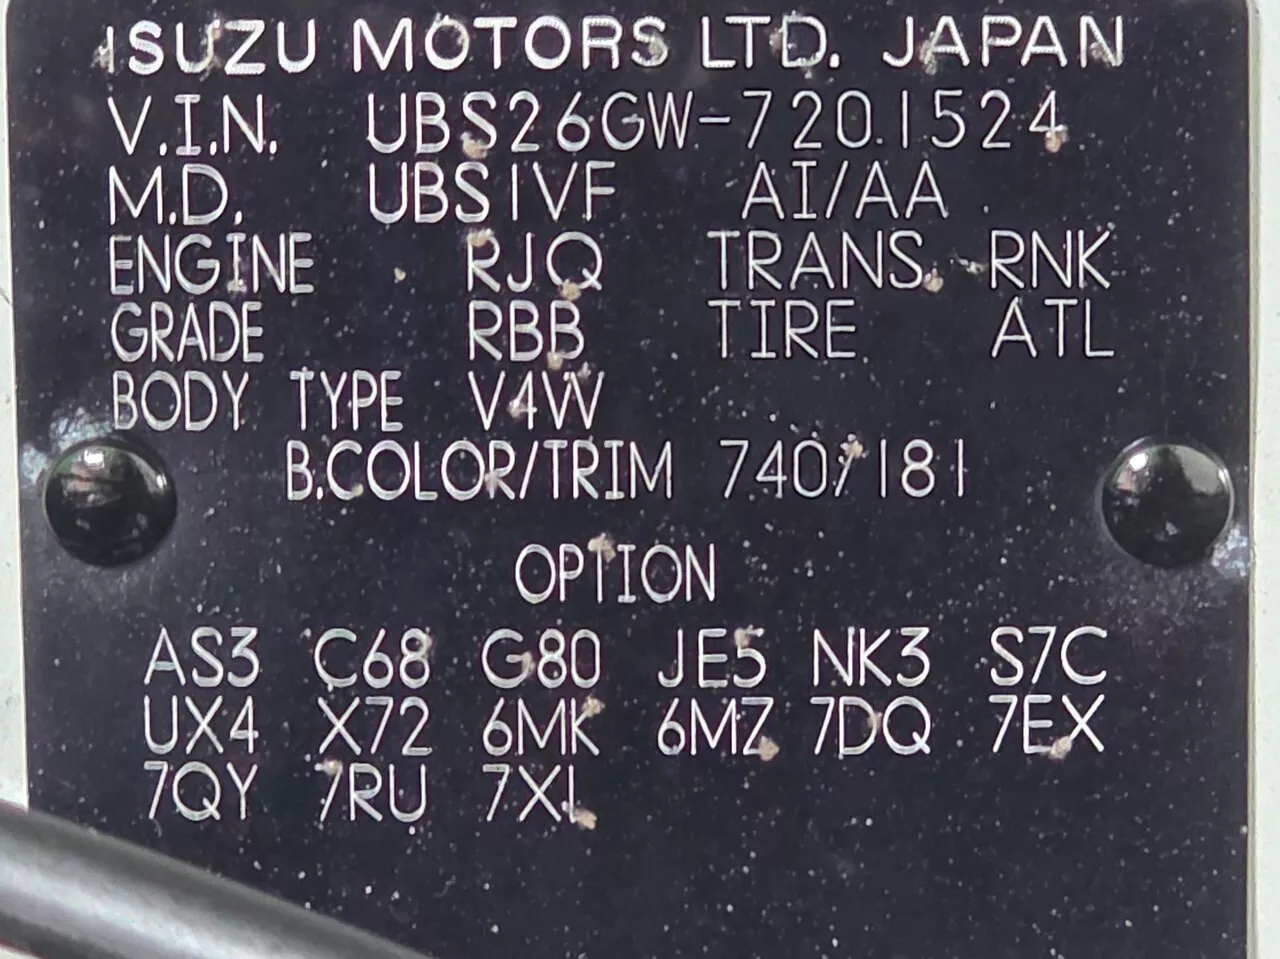 ISUZU MOTORS LTD. JAPAN
V.I.N. UBS26GW-7201524
M.D. UBS1VF A1/AA
ENGINE RJQ TRANS. RNK
GRADE RBB TIRE ATL
BODY TYPE V4W
B.COLOR/TRIM 740/181
OPTION
AS3 C68 G80 JE5 NK3 S7C
UX4 X72 6MK 6MZ 7DQ 7EX
7QY 7RU 7XL